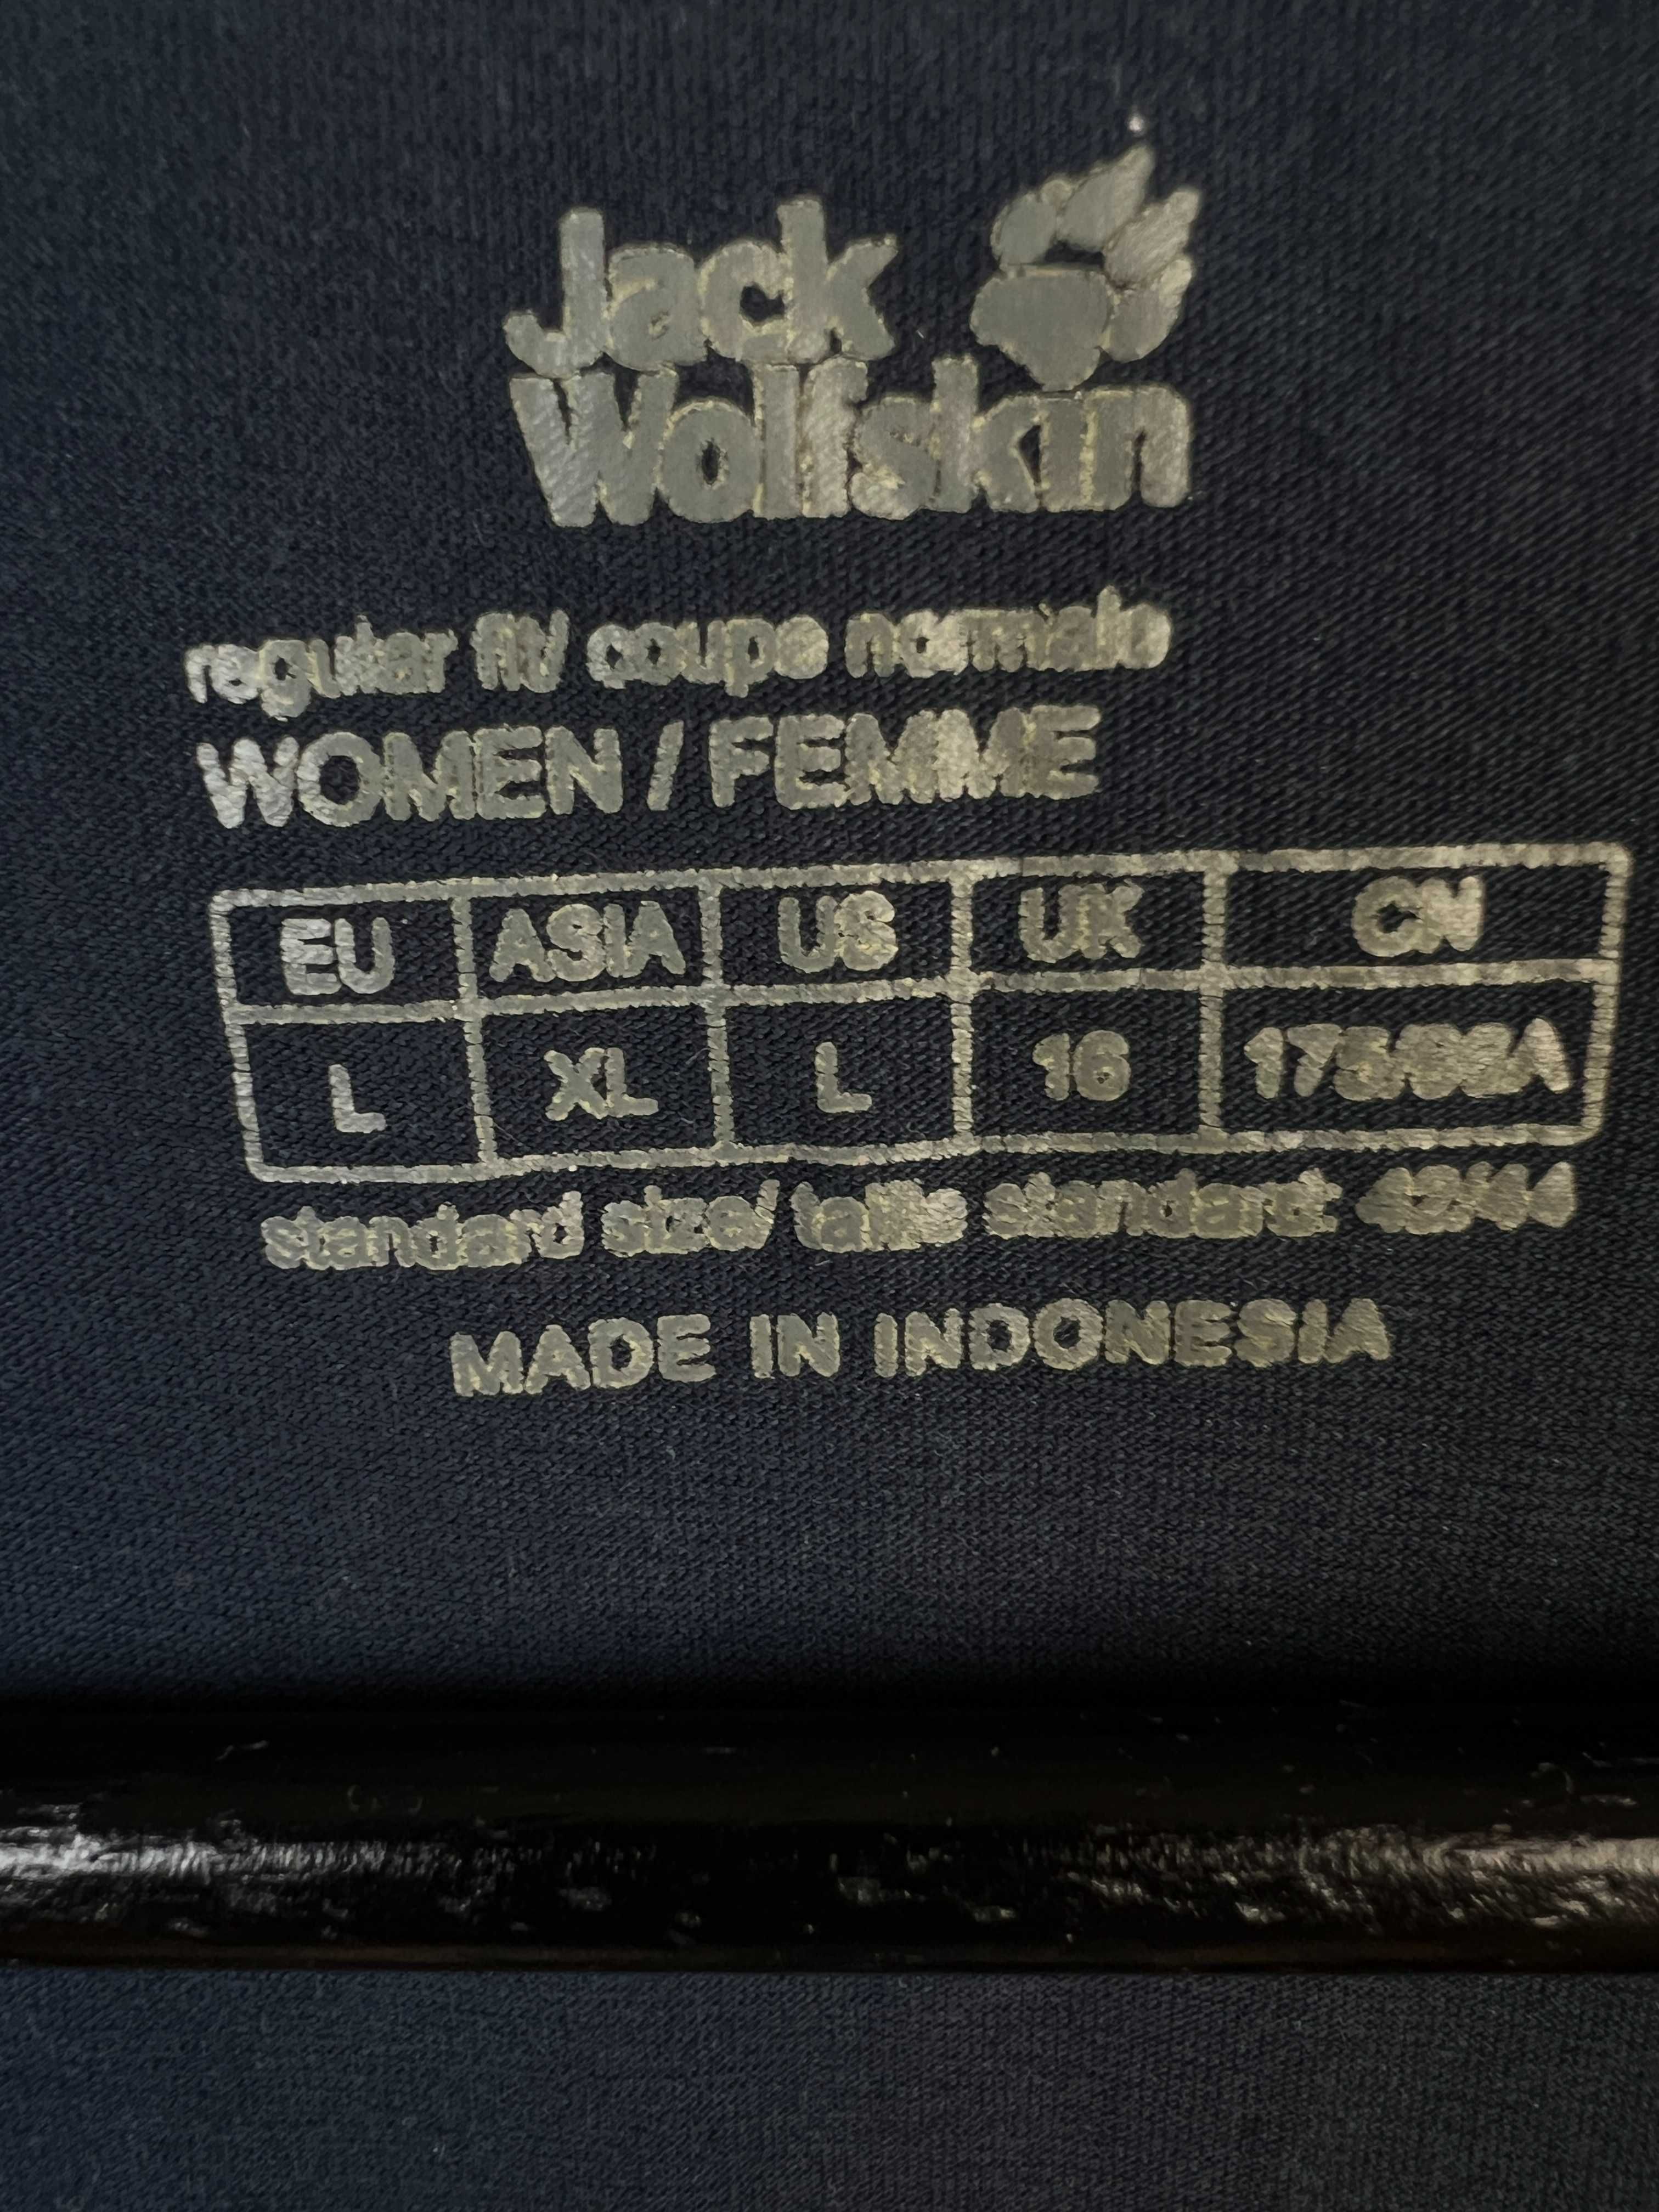 Jack
Wolfskin
regular fit/ coupe normale
WOMEN / FEMME
EU ASIA US UK CN
L XL L 16
standard size/ taille standard: 42/44
MADE IN INDONESIA